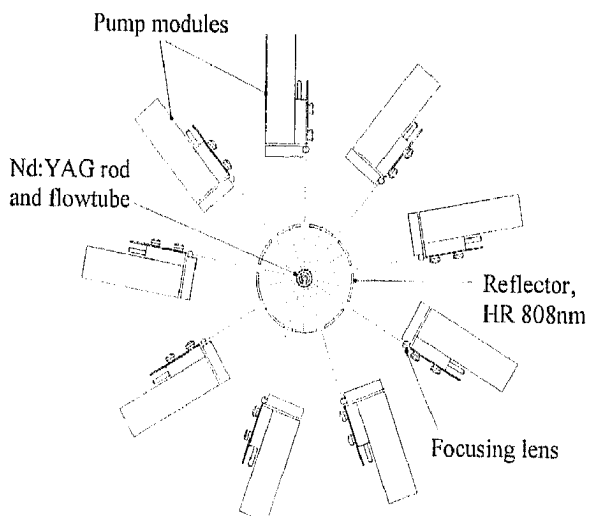 Pump modules
Nd:YAG rod
and flowtube
Reflector,
HR 808nm
Focusing lens